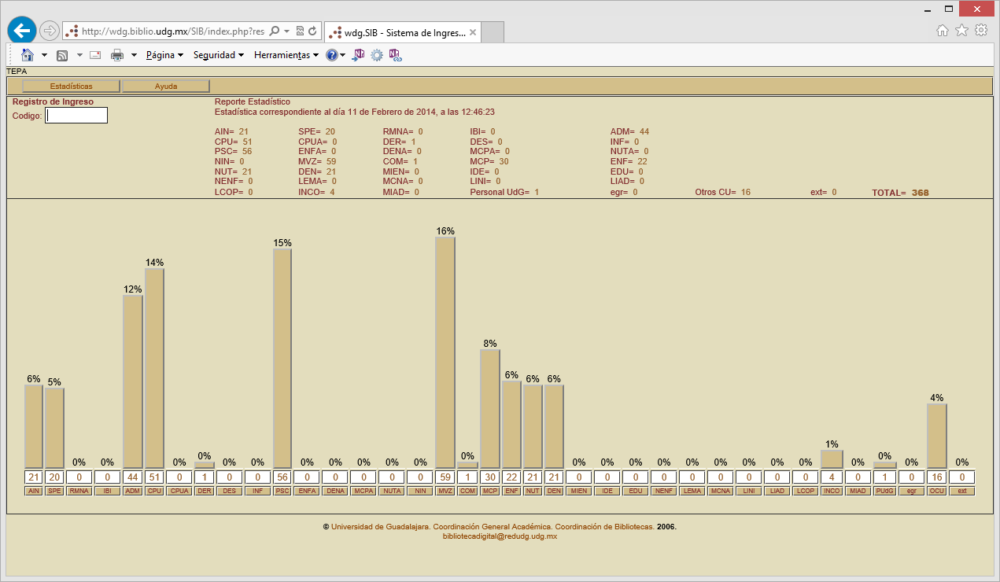 http://wdg.biblio.udg.mx/SIB/index.php?res
wdg.SIB - Sistema de Ingres...
Página Seguridad Herramientas
TEPA
Estadísticas Ayuda
Registro de Ingreso
Codigo:
Reporte Estadístico
Estadística correspondiente al día 11 de Febrero de 2014, a las 12:46:23
AIN= 21 SPE= 20 RMNA= 0 IBI= 0 ADM= 44
CPU= 51 CPUA= 0 DER= 1 DES= 0 INF= 0
PSC= 56 ENFA= 0 DENA= 0 MCPA= 0 NUTA= 0
NIN= 0 MVZ= 59 COM= 1 MCP= 30 ENF= 22
NUT= 21 DEN= 21 MIEN= 0 IDE= 0 EDU= 0
NENF= 0 LEMA= 0 MCNA= 0 LINI= 0 LIAD= 0
LCOP= 0 INCO= 4 MIAD= 0 Personal UdG= 1 egr= 0 Otros CU= 16 ext= 0 TOTAL= 368
6% 5% 0% 0% 12% 14% 0% 0% 0% 0% 15% 0% 0% 0% 0% 0% 16% 0% 8% 6% 6% 6% 0% 0% 0% 0% 0% 0% 0% 0% 0% 1% 0% 0% 0% 4% 0%
21 20 0 0 44 51 0 1 0 0 56 0 0 0 0 0 59 1 30 22 21 21 0 0 0 0 0 0 0 0 0 4 0 1 0 16 0
AIN SPE RMNA IBI ADM CPU CPUA DER DES INF PSC ENFA DENA MCPA NUTA NIN MVZ COM MCP ENF NUT DEN MIEN IDE EDU NENF LEMA MCNA LINI LIAD LCOP INCO MIAD PUdG egr OCU ext
© Universidad de Guadalajara. Coordinación General Académica. Coordinación de Bibliotecas. 2006.
bibliotecadigital@redudg.udg.mx